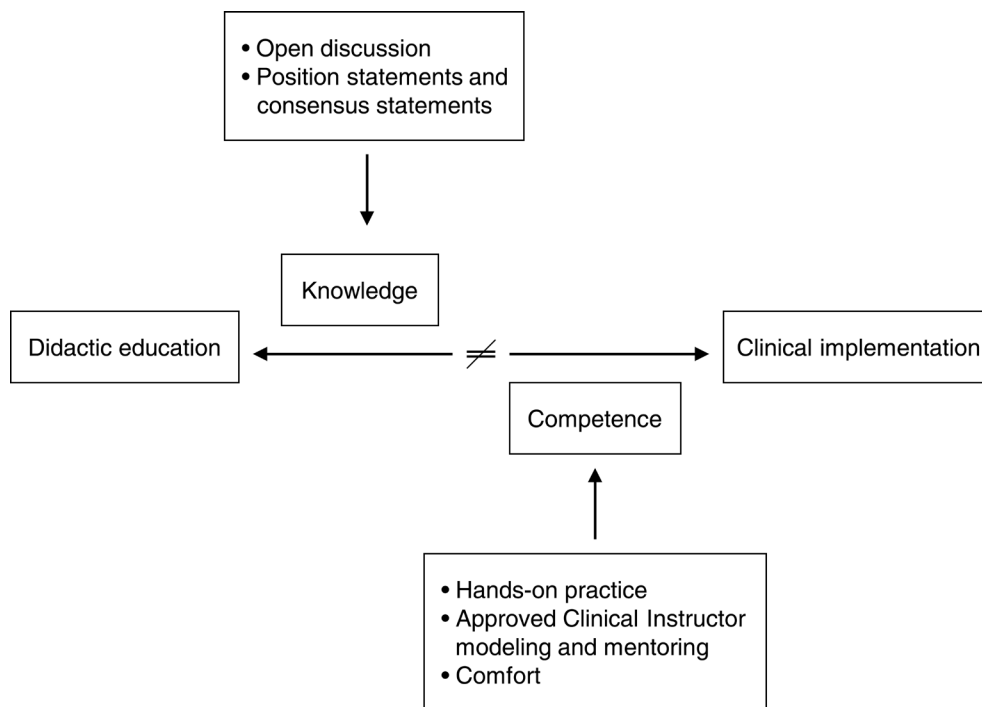 • Open discussion
• Position statements and
consensus statements
Knowledge
Didactic education
≠
Clinical implementation
Competence
• Hands-on practice
• Approved Clinical Instructor
modeling and mentoring
• Comfort